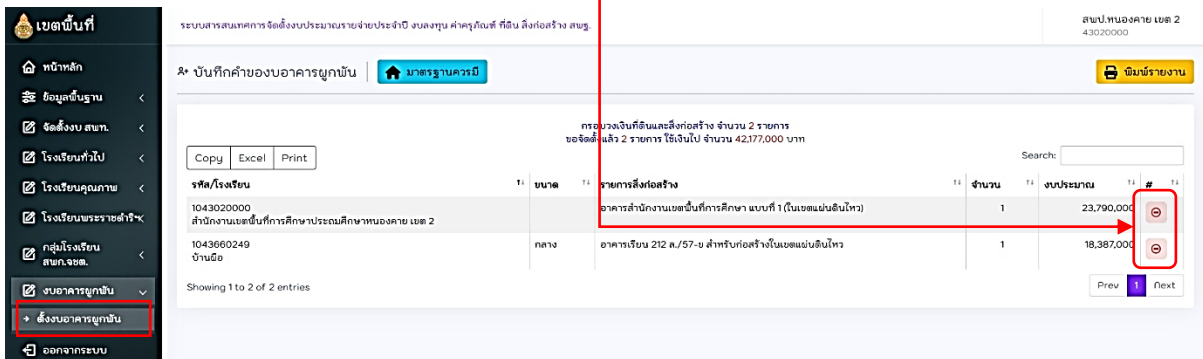 เขตพื้นที่
ระบบสารสนเทศการจัดตั้งงบประมาณรายจ่ายประจำปี งบลงทุน ค่าครุภัณฑ์ ที่ดิน สิ่งก่อสร้าง สพฐ.
สพป.หนองคาย เขต 2
43020000
หน้าหลัก
ข้อมูลพื้นฐาน
จัดตั้งงบ สพท.
โรงเรียนทั่วไป
โรงเรียนคุณภาพ
โรงเรียนพระราชดำริฯ
กลุ่มโรงเรียน
สพก.จชต.
งบอาคารผูกพัน
ตั้งงบอาคารผูกพัน
ออกจากระบบ
บันทึกคำของบอาคารผูกพัน
มาตรฐานควรมี
พิมพ์รายงาน
กรอบวงเงินที่ดินและสิ่งก่อสร้าง จำนวน 2 รายการ
ขอจัดตั้งแล้ว 2 รายการ ใช้เงินไป จำนวน 42,177,000 บาท
Copy Excel Print
Search:
รหัส/โรงเรียน ขนาด รายการสิ่งก่อสร้าง จำนวน งบประมาณ #
1043020000 อาคารสำนักงานเขตพื้นที่การศึกษา แบบที่ 1 (ในเขตแผ่นดินไหว) 1 23,790,000
สำนักงานเขตพื้นที่การศึกษาประถมศึกษาหนองคาย เขต 2
1043660249 กลาง อาคารเรียน 212 ล./57-ข สำหรับก่อสร้างในเขตแผ่นดินไหว 1 18,387,000
บ้านผือ
Showing 1 to 2 of 2 entries
Prev 1 Next